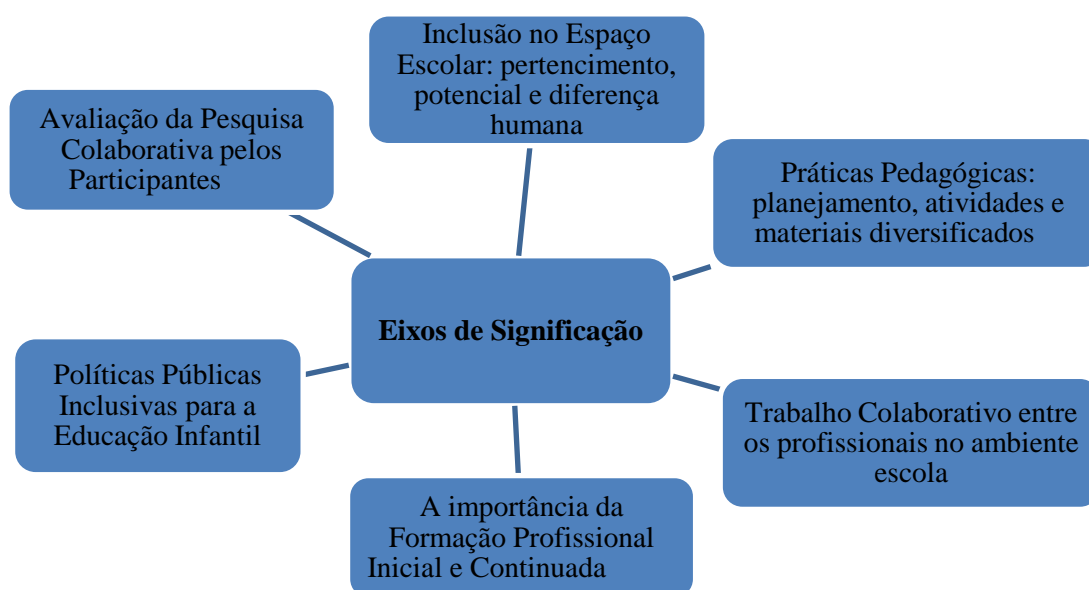 Inclusão no Espaço
Escolar: pertencimento,
potencial e diferença
humana
Avaliação da Pesquisa
Colaborativa pelos
Participantes
Práticas Pedagógicas:
planejamento, atividades e
materiais diversificados
Eixos de Significação
Políticas Públicas
Inclusivas para a
Educação Infantil
Trabalho Colaborativo entre
os profissionais no ambiente
escola
A importância da
Formação Profissional
Inicial e Continuada